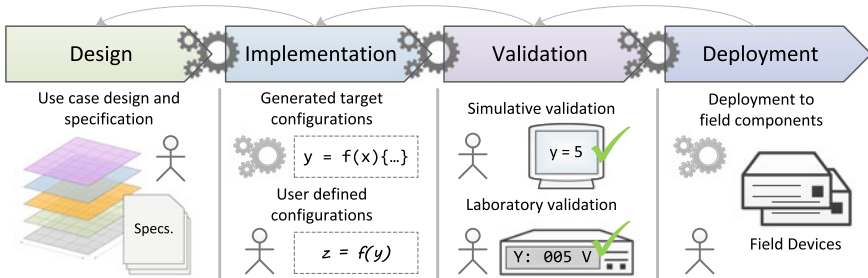 Design
Implementation
Validation
Deployment
Use case design and
specification
Specs.
Generated target
configurations
y = f(x){…}
User defined
configurations
z = f(y)
Simulative validation
y = 5
Laboratory validation
Y: 005 V
Deployment to
field components
Field Devices